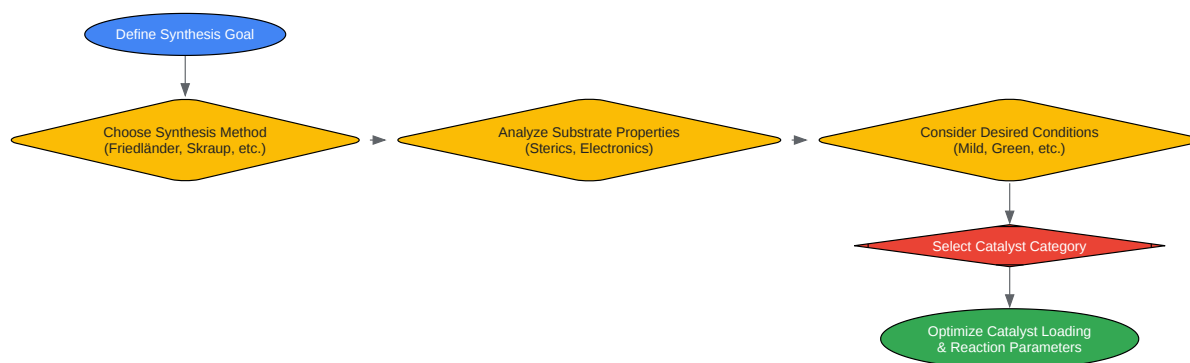 Define Synthesis Goal
Choose Synthesis Method
(Friedländer, Skraup, etc.)
Analyze Substrate Properties
(Sterics, Electronics)
Consider Desired Conditions
(Mild, Green, etc.)
Select Catalyst Category
Optimize Catalyst Loading
& Reaction Parameters